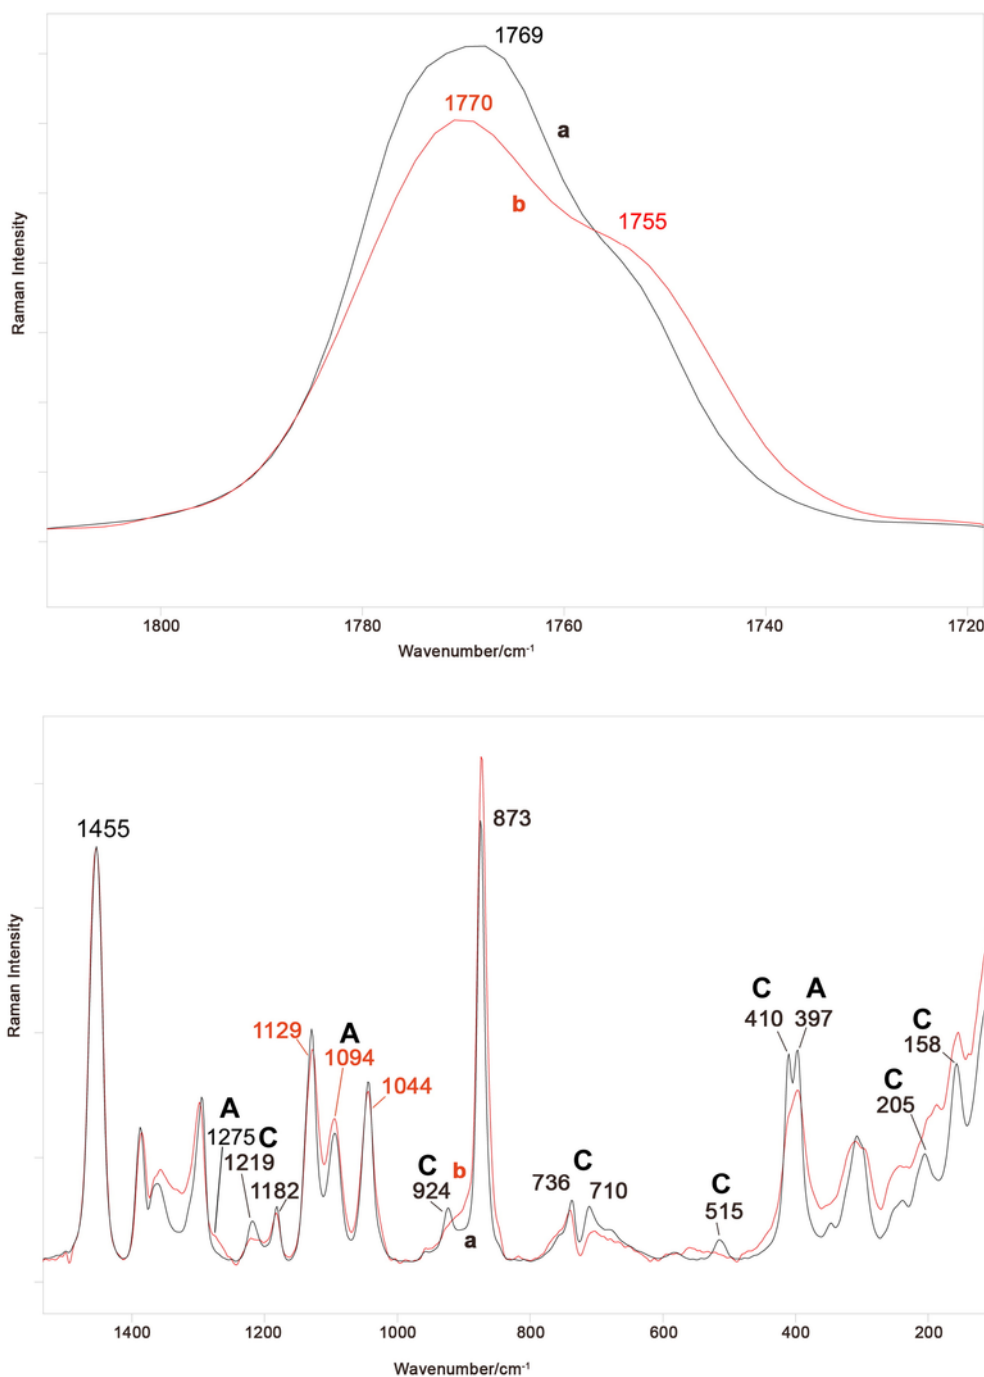 1769
1770
a
b
1755
Raman Intensity
1800 1780 1760 1740 1720
Wavenumber/cm-1
1455
873
C A
410 397
1129
A
1094
1044
C
158
C
205
A
1275 C
1219
1182
C
924
b
a
736
C
710
C
515
Raman Intensity
1400 1200 1000 800 600 400 200
Wavenumber/cm-1